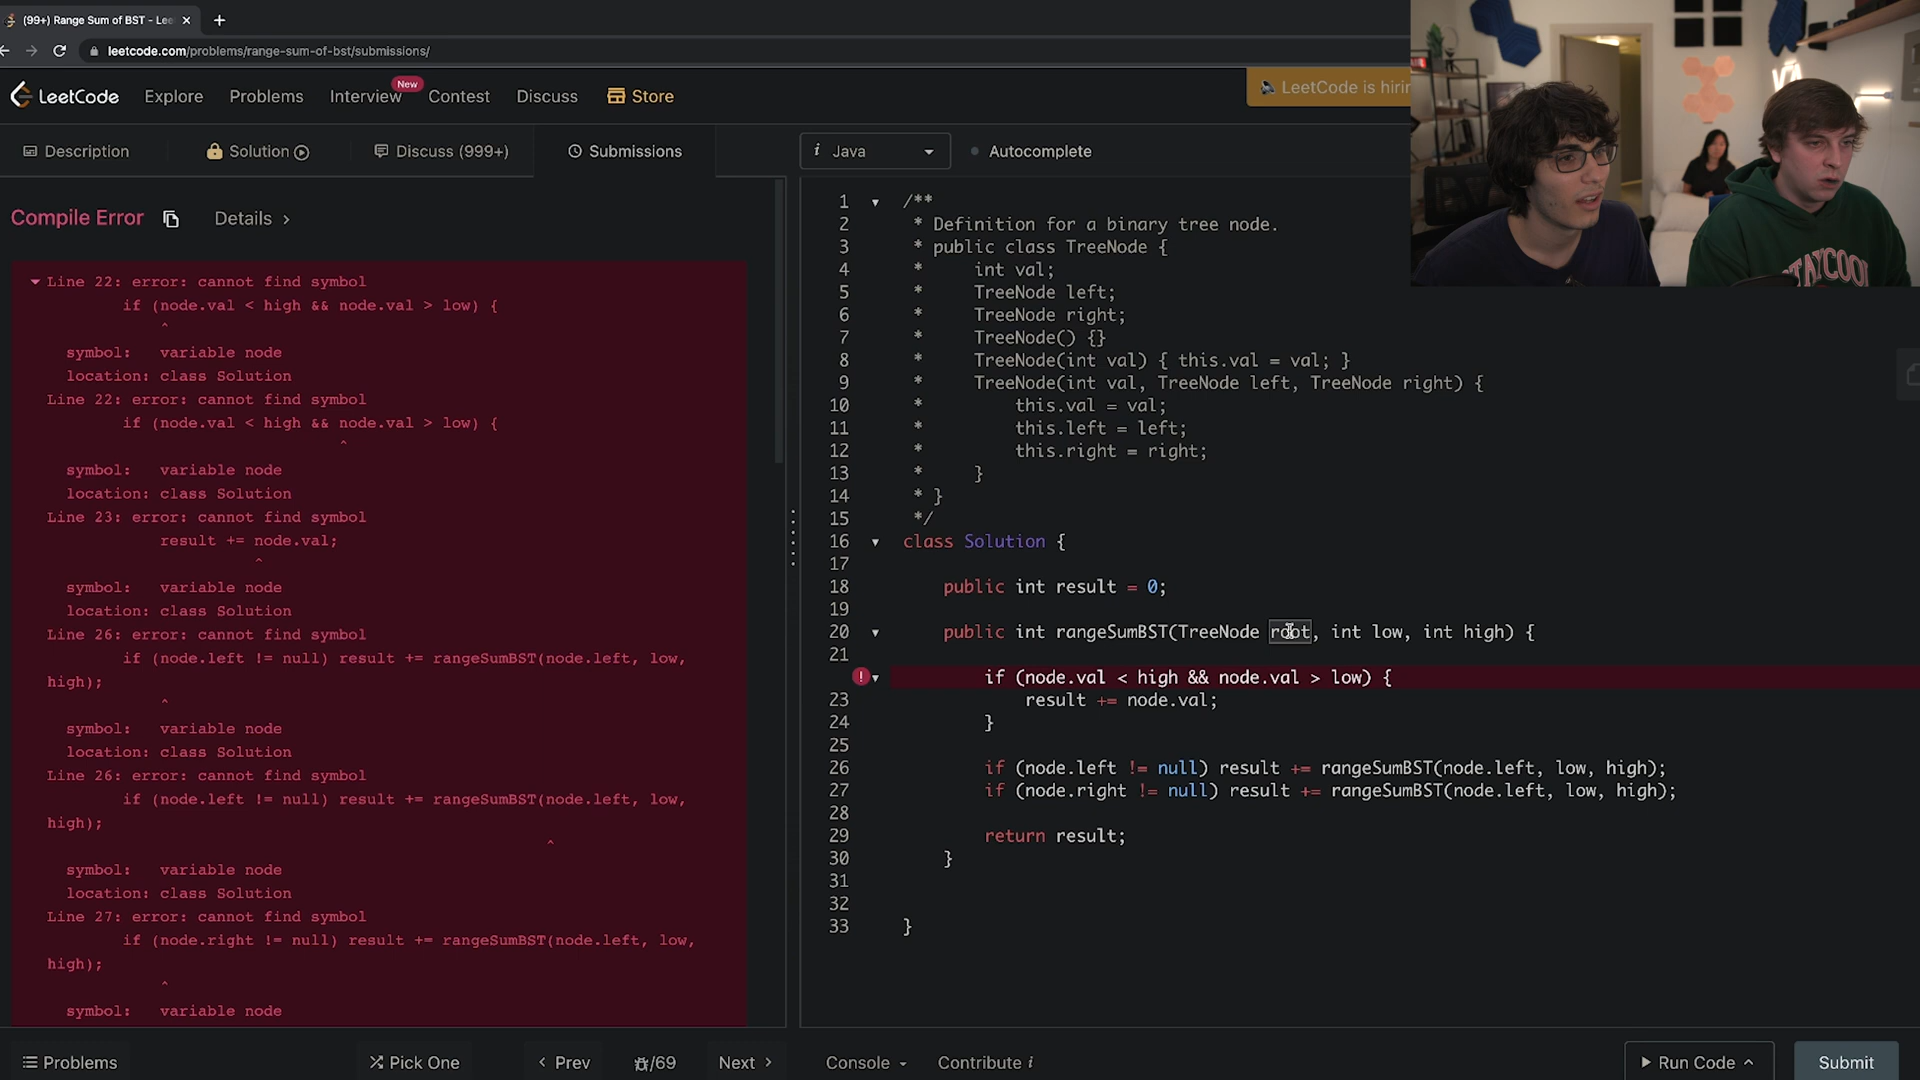 (99+) Range Sum of BST - Lee
leetcode.com/problems/range-sum-of-bst/submissions/
LeetCode
Explore
Problems
Interview
New
Contest
Discuss
Store
LeetCode is hirin
Description
Solution
Discuss (999+)
Submissions
i Java
Autocomplete
Compile Error
Details
Line 22: error: cannot find symbol
if (node.val < high && node.val > low) {
^
symbol: variable node
location: class Solution
Line 22: error: cannot find symbol
if (node.val < high && node.val > low) {
^
symbol: variable node
location: class Solution
Line 23: error: cannot find symbol
result += node.val;
^
symbol: variable node
location: class Solution
Line 26: error: cannot find symbol
if (node.left != null) result += rangeSumBST(node.left, low,
high);
^
symbol: variable node
location: class Solution
Line 26: error: cannot find symbol
if (node.left != null) result += rangeSumBST(node.left, low,
high);
^
symbol: variable node
location: class Solution
Line 27: error: cannot find symbol
if (node.right != null) result += rangeSumBST(node.left, low,
high);
^
symbol: variable node
1 /**
2 * Definition for a binary tree node.
3 * public class TreeNode {
4 * int val;
5 * TreeNode left;
6 * TreeNode right;
7 * TreeNode() {}
8 * TreeNode(int val) { this.val = val; }
9 * TreeNode(int val, TreeNode left, TreeNode right) {
10 * this.val = val;
11 * this.left = left;
12 * this.right = right;
13 * }
14 * }
15 */
16 class Solution {
17
18 public int result = 0;
19
20 public int rangeSumBST(TreeNode root, int low, int high) {
21
! if (node.val < high && node.val > low) {
23 result += node.val;
24 }
25
26 if (node.left != null) result += rangeSumBST(node.left, low, high);
27 if (node.right != null) result += rangeSumBST(node.left, low, high);
28
29 return result;
30 }
31
32
33 }
STAYCOOL
Problems
Pick One
Prev
/69
Next
Console
Contribute i
Run Code
Submit